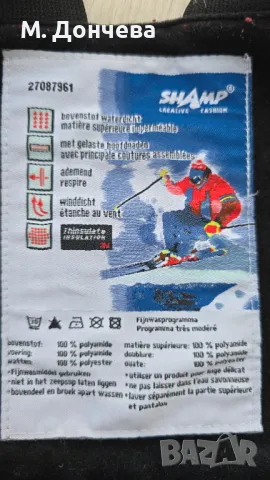 М. Дончева
27087961
SHAMP®
CREATIVE FASHION
bovenstof waterdicht
matière supérieure imperméable
met gelaste hoofdnaden
avec principale coutures assemblées
ademend
respire
winddicht
étanche au vent
Thinsulate
INSULATION
3M
Fijnwasprogramma
Programma très modéré
bovenstof: 100 % polyamide
voering: 100 % polyamide
watten: 100 % polyamide
matière supérieure: 100 % polyamide
doublure: 100 % polyamide
ouate: 100 % polyamide
•Fijnwasmiddel gebruiken
•niet in het zeepsop laten liggen
•bovendeel en broek apart wassen
•utiliser un produit pour linge délicat
•ne pas laisser dans l'eau savonneuse
•laver séparément la partie supérieure
et pantalon
BAZAR